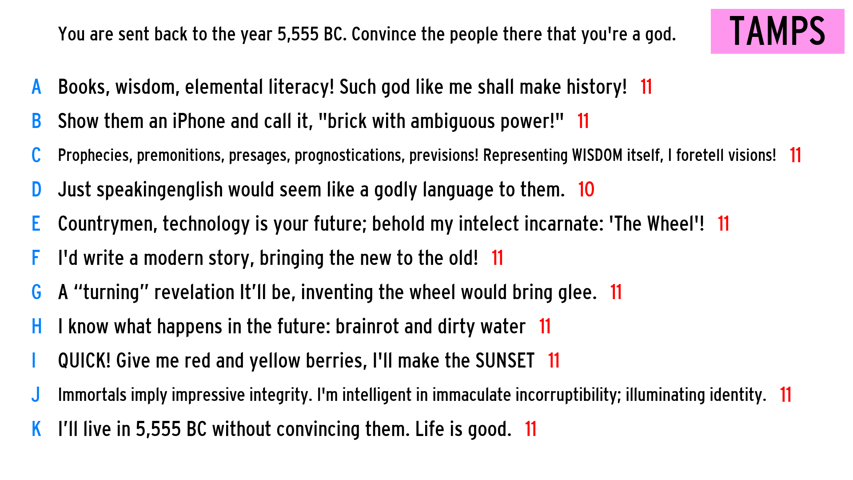 You are sent back to the year 5,555 BC. Convince the people there that you're a god.
TAMPS
A Books, wisdom, elemental literacy! Such god like me shall make history! 11
B Show them an iPhone and call it, "brick with ambiguous power!" 11
C Prophecies, premonitions, presages, prognostications, previsions! Representing WISDOM itself, I foretell visions! 11
D Just speakingenglish would seem like a godly language to them. 10
E Countrymen, technology is your future; behold my intelect incarnate: 'The Wheel'! 11
F I'd write a modern story, bringing the new to the old! 11
G A “turning” revelation It’ll be, inventing the wheel would bring glee. 11
H I know what happens in the future: brainrot and dirty water 11
I QUICK! Give me red and yellow berries, I'll make the SUNSET 11
J Immortals imply impressive integrity. I'm intelligent in immaculate incorruptibility; illuminating identity. 11
K I’ll live in 5,555 BC without convincing them. Life is good. 11